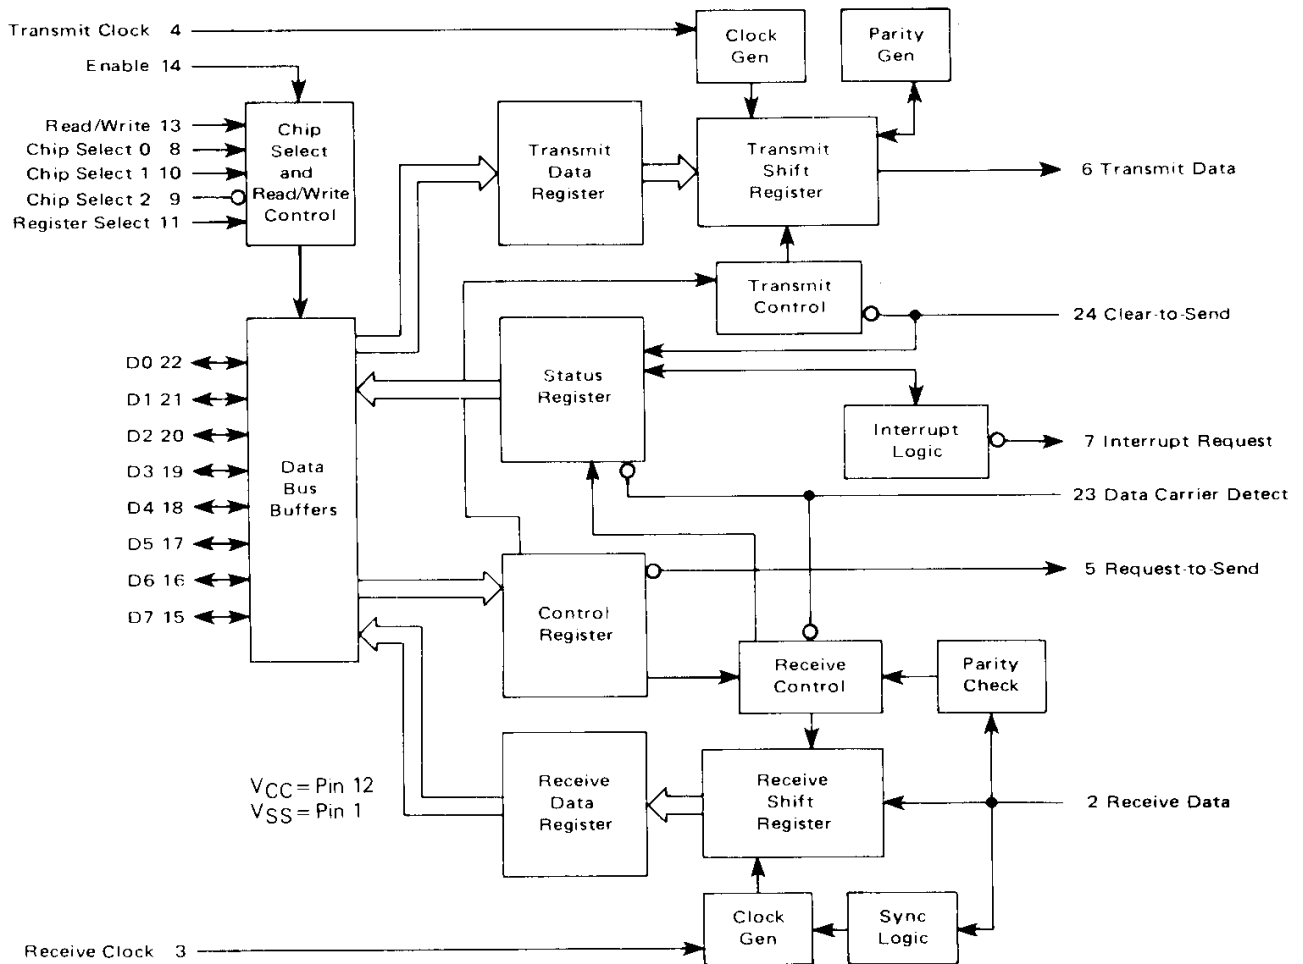 Transmit Clock 4
Clock
Gen
Parity
Gen
Enable 14
Read/Write 13
Chip Select 0 8
Chip Select 1 10
Chip Select 2 9
Register Select 11
Chip
Select
and
Read/Write
Control
Transmit
Data
Register
Transmit
Shift
Register
6 Transmit Data
Transmit
Control
24 Clear-to-Send
D0 22
D1 21
D2 20
D3 19
D4 18
D5 17
D6 16
D7 15
Data
Bus
Buffers
Status
Register
Interrupt
Logic
7 Interrupt Request
23 Data Carrier Detect
5 Request-to-Send
Control
Register
Receive
Control
Parity
Check
VCC = Pin 12
VSS = Pin 1
Receive
Data
Register
Receive
Shift
Register
2 Receive Data
Receive Clock 3
Clock
Gen
Sync
Logic